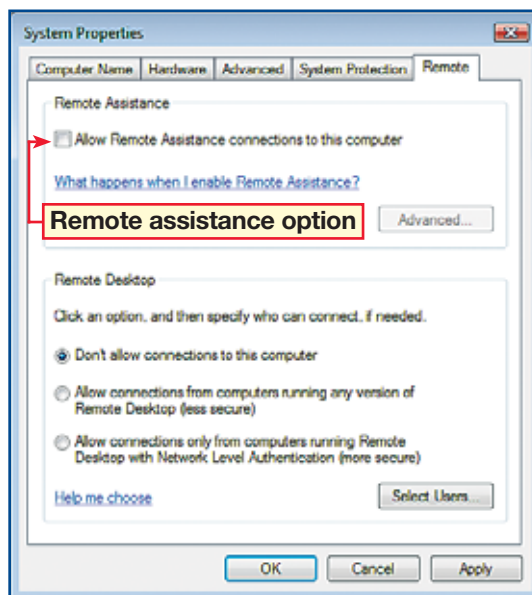 System Properties
Computer Name Hardware Advanced System Protection Remote
Remote Assistance
Allow Remote Assistance connections to this computer
What happens when I enable Remote Assistance?
Remote assistance option
Advanced...
Remote Desktop
Click an option, and then specify who can connect, if needed.
Don't allow connections to this computer
Allow connections from computers running any version of
Remote Desktop (less secure)
Allow connections only from computers running Remote
Desktop with Network Level Authentication (more secure)
Help me choose
Select Users...
OK Cancel Apply